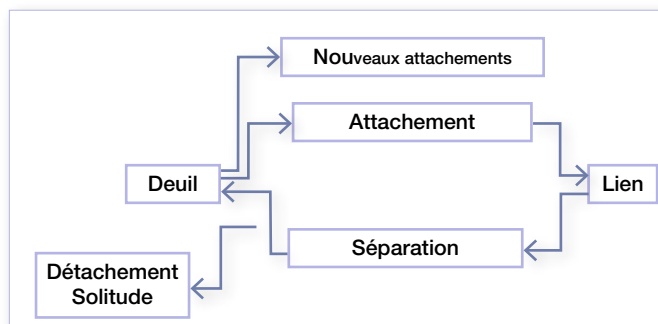 Nouveaux attachements
Attachement
Deuil
Lien
Séparation
Détachement
Solitude